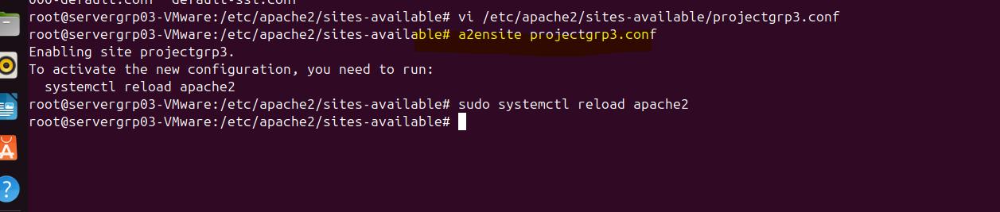 000-default.conf  default-ssl.conf
root@servergrp03-VMware:/etc/apache2/sites-available# vi /etc/apache2/sites-available/projectgrp3.conf
root@servergrp03-VMware:/etc/apache2/sites-available# a2ensite projectgrp3.conf
Enabling site projectgrp3.
To activate the new configuration, you need to run:
  systemctl reload apache2
root@servergrp03-VMware:/etc/apache2/sites-available# sudo systemctl reload apache2
root@servergrp03-VMware:/etc/apache2/sites-available#